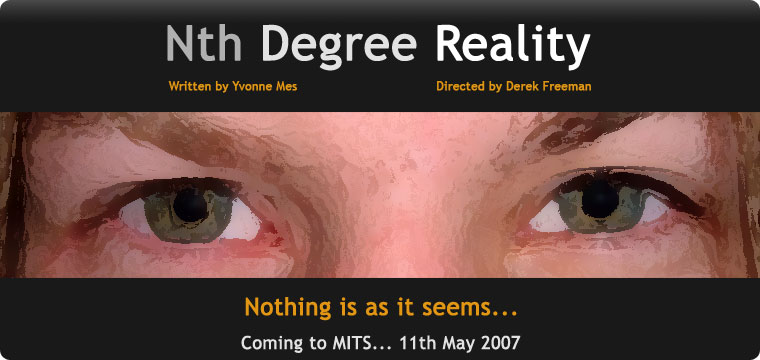 Nth Degree Reality
Written by Yvonne Mes Directed by Derek Freeman
Nothing is as it seems...
Coming to MITS... 11th May 2007